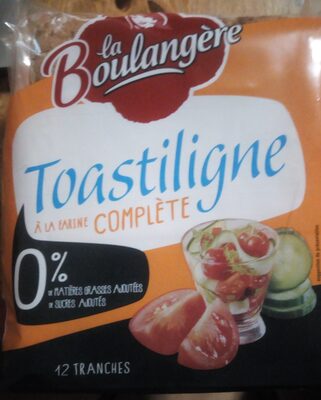 la
Boulangère
Toastiligne
À LA FARINE COMPLÈTE
0%
DE MATIÈRES GRASSES AJOUTÉES
DE SUCRES AJOUTÉS
12 TRANCHES